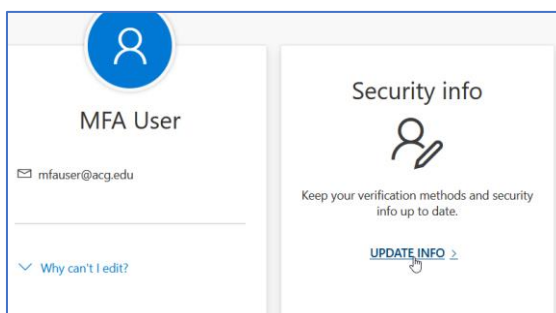 MFA User
mfauser@acg.edu
Why can't I edit?
Security info
Keep your verification methods and security
info up to date.
UPDATE INFO >